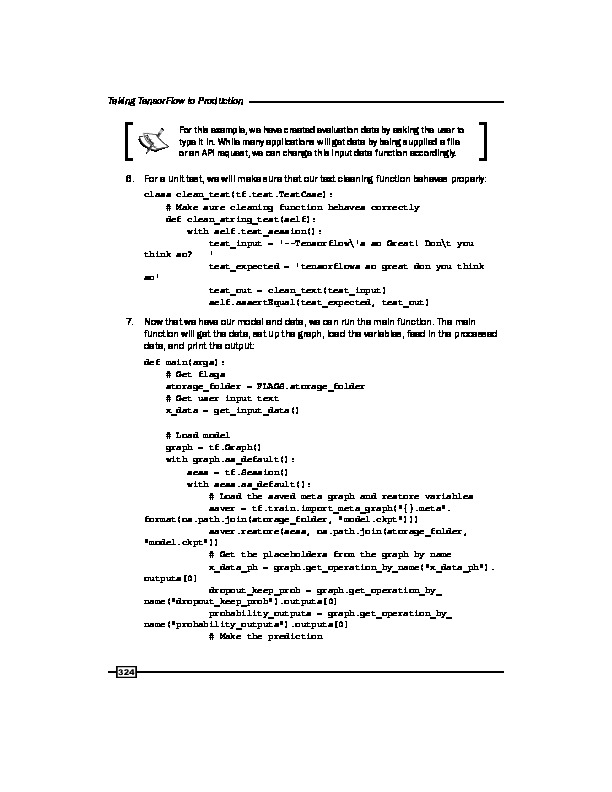 Taking TensorFlow to Production
For this example, we have created evaluation data by asking the user to
type it in. While many applications will get data by being supplied a file
or an API request, we can change this input data function accordingly.
6. For a unit test, we will make sure that our text cleaning function behaves properly:
class clean_test(tf.test.TestCase):
# Make sure cleaning function behaves correctly
def clean_string_test(self):
with self.test_session():
test_input = '--Tensorflow\'s so Great! Don\t you
think so?   '
test_expected = 'tensorflows so great don you think
so'
test_out = clean_text(test_input)
self.assertEqual(test_expected, test_out)
7. Now that we have our model and data, we can run the main function. The main
function will get the data, set up the graph, load the variables, feed in the processed
data, and print the output:
def main(args):
# Get flags
storage_folder = FLAGS.storage_folder
# Get user input text
x_data = get_input_data()
# Load model
graph = tf.Graph()
with graph.as_default():
sess = tf.Session()
with sess.as_default():
# Load the saved meta graph and restore variables
saver = tf.train.import_meta_graph("{}.meta".
format(os.path.join(storage_folder, "model.ckpt")))
saver.restore(sess, os.path.join(storage_folder,
"model.ckpt"))
# Get the placeholders from the graph by name
x_data_ph = graph.get_operation_by_name("x_data_ph").
outputs[0]
dropout_keep_prob = graph.get_operation_by_
name("dropout_keep_prob").outputs[0]
probability_outputs = graph.get_operation_by_
name("probability_outputs").outputs[0]
# Make the prediction
324